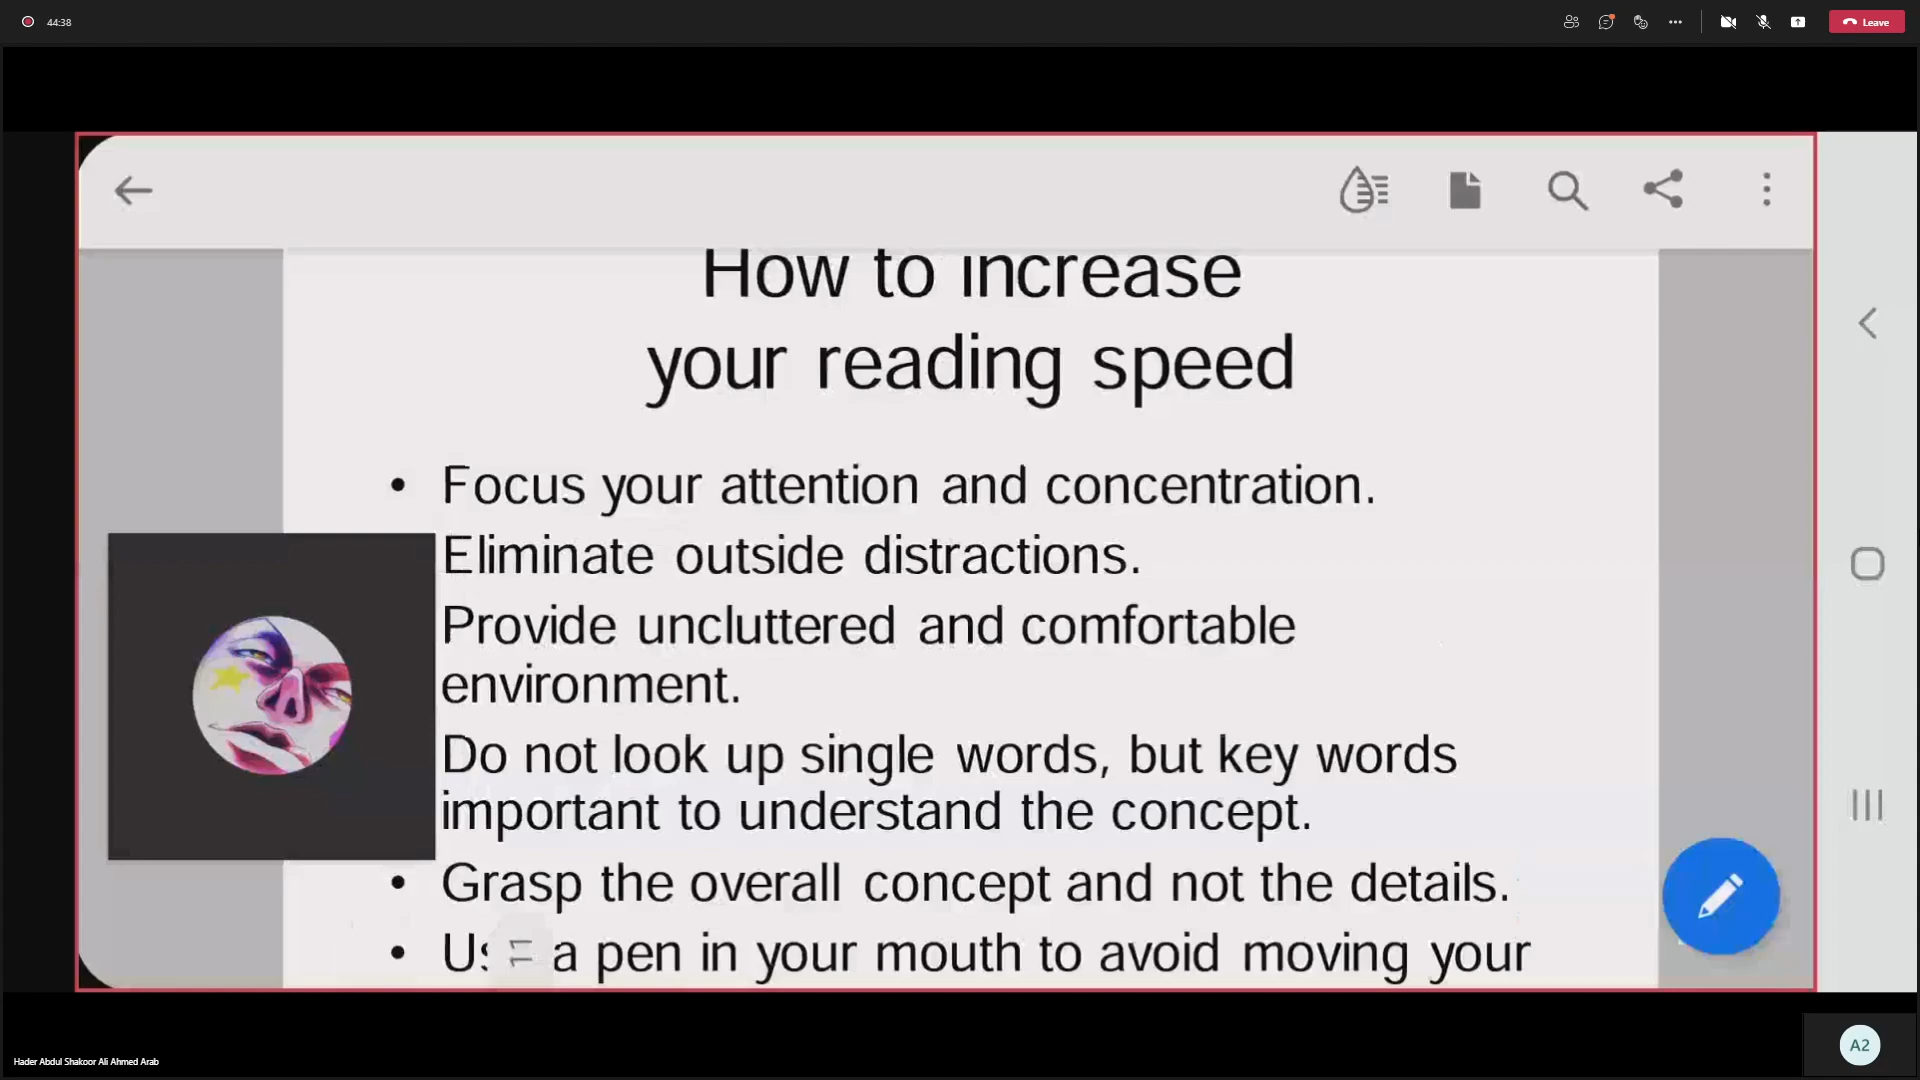 44:38
Leave
How to increase
your reading speed
• Focus your attention and concentration.
Eliminate outside distractions.
Provide uncluttered and comfortable
environment.
Do not look up single words, but key words
important to understand the concept.
• Grasp the overall concept and not the details.
• a pen in your mouth to avoid moving your
11
Hader Abdul Shakoor Ali Ahmed Arab
A2